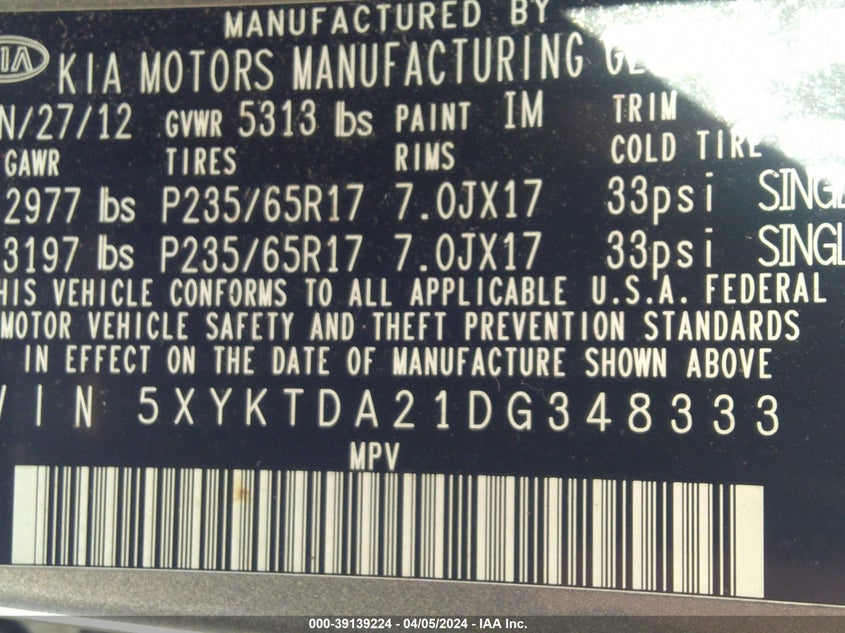 MANUFACTURED BY
KIA KIA MOTORS MANUFACTURING
N/27/12 GVWR 5313 lbs PAINT IM TRIM
GAWR TIRES RIMS COLD TIRE
2977 lbs P235/65R17 7.0JX17 33psi SINGL
3197 lbs P235/65R17 7.0JX17 33psi SINGL
HIS VEHICLE CONFORMS TO ALL APPLICABLE U.S.A. FEDERAL
MOTOR VEHICLE SAFETY AND THEFT PREVENTION STANDARDS
IN EFFECT ON THE DATE OF MANUFACTURE SHOWN ABOVE
VIN 5XYKTDA21DG348333
MPV
000-39139224 - 04/05/2024 - IAA Inc.